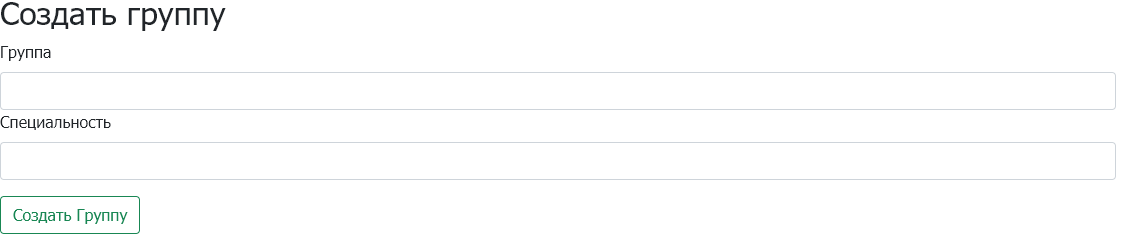 Создать группу
Группа
Специальность
Создать Группу